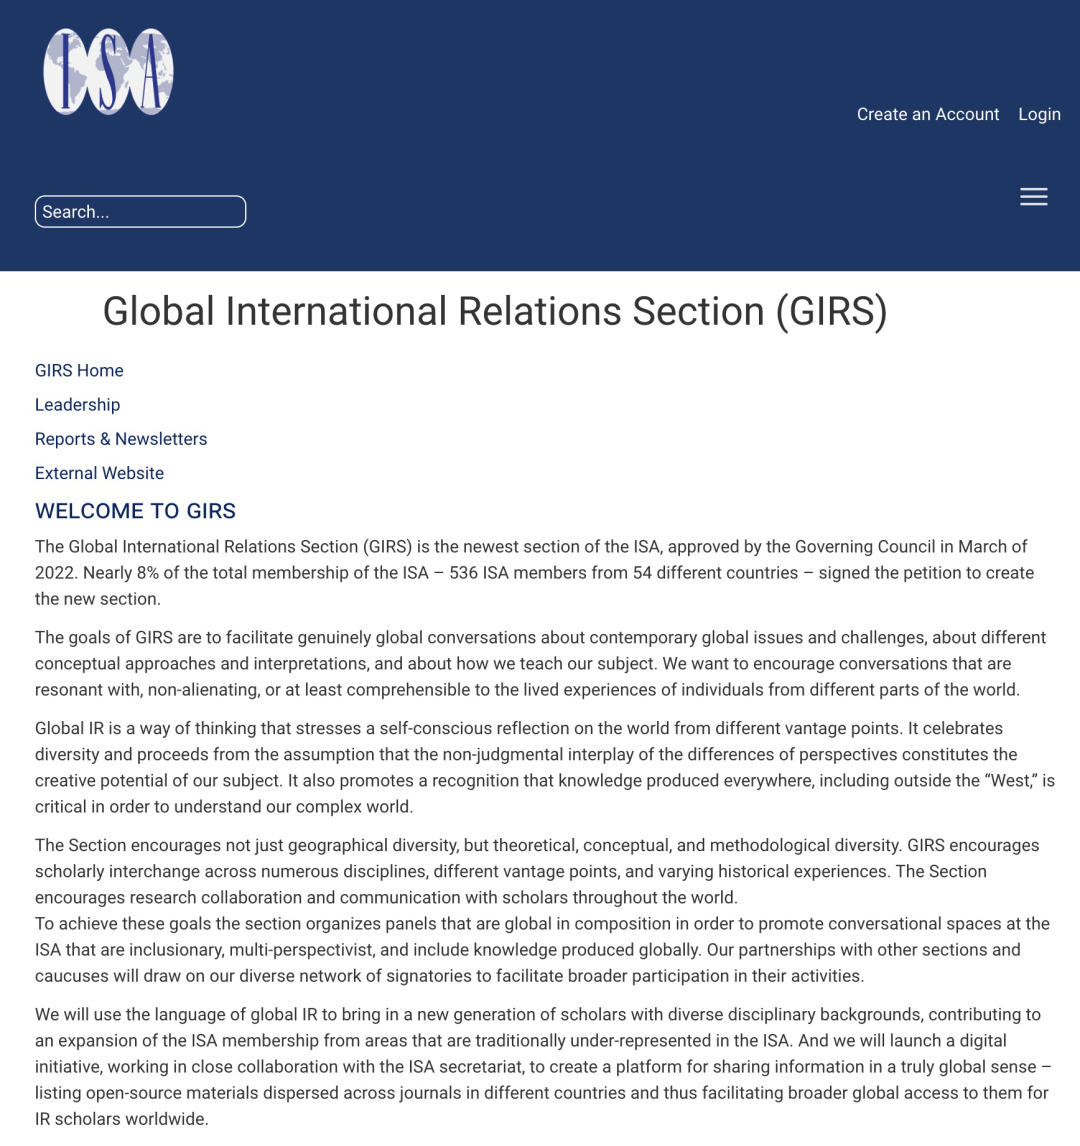 ISA
Create an Account Login
Search...
Global International Relations Section (GIRS)
GIRS Home
Leadership
Reports & Newsletters
External Website
WELCOME TO GIRS
The Global International Relations Section (GIRS) is the newest section of the ISA, approved by the Governing Council in March of
2022. Nearly 8% of the total membership of the ISA – 536 ISA members from 54 different countries – signed the petition to create
the new section.
The goals of GIRS are to facilitate genuinely global conversations about contemporary global issues and challenges, about different
conceptual approaches and interpretations, and about how we teach our subject. We want to encourage conversations that are
resonant with, non-alienating, or at least comprehensible to the lived experiences of individuals from different parts of the world.
Global IR is a way of thinking that stresses a self-conscious reflection on the world from different vantage points. It celebrates
diversity and proceeds from the assumption that the non-judgmental interplay of the differences of perspectives constitutes the
creative potential of our subject. It also promotes a recognition that knowledge produced everywhere, including outside the “West,” is
critical in order to understand our complex world.
The Section encourages not just geographical diversity, but theoretical, conceptual, and methodological diversity. GIRS encourages
scholarly interchange across numerous disciplines, different vantage points, and varying historical experiences. The Section
encourages research collaboration and communication with scholars throughout the world.
To achieve these goals the section organizes panels that are global in composition in order to promote conversational spaces at the
ISA that are inclusionary, multi-perspectivist, and include knowledge produced globally. Our partnerships with other sections and
caucuses will draw on our diverse network of signatories to facilitate broader participation in their activities.
We will use the language of global IR to bring in a new generation of scholars with diverse disciplinary backgrounds, contributing to
an expansion of the ISA membership from areas that are traditionally under-represented in the ISA. And we will launch a digital
initiative, working in close collaboration with the ISA secretariat, to create a platform for sharing information in a truly global sense –
listing open-source materials dispersed across journals in different countries and thus facilitating broader global access to them for
IR scholars worldwide.